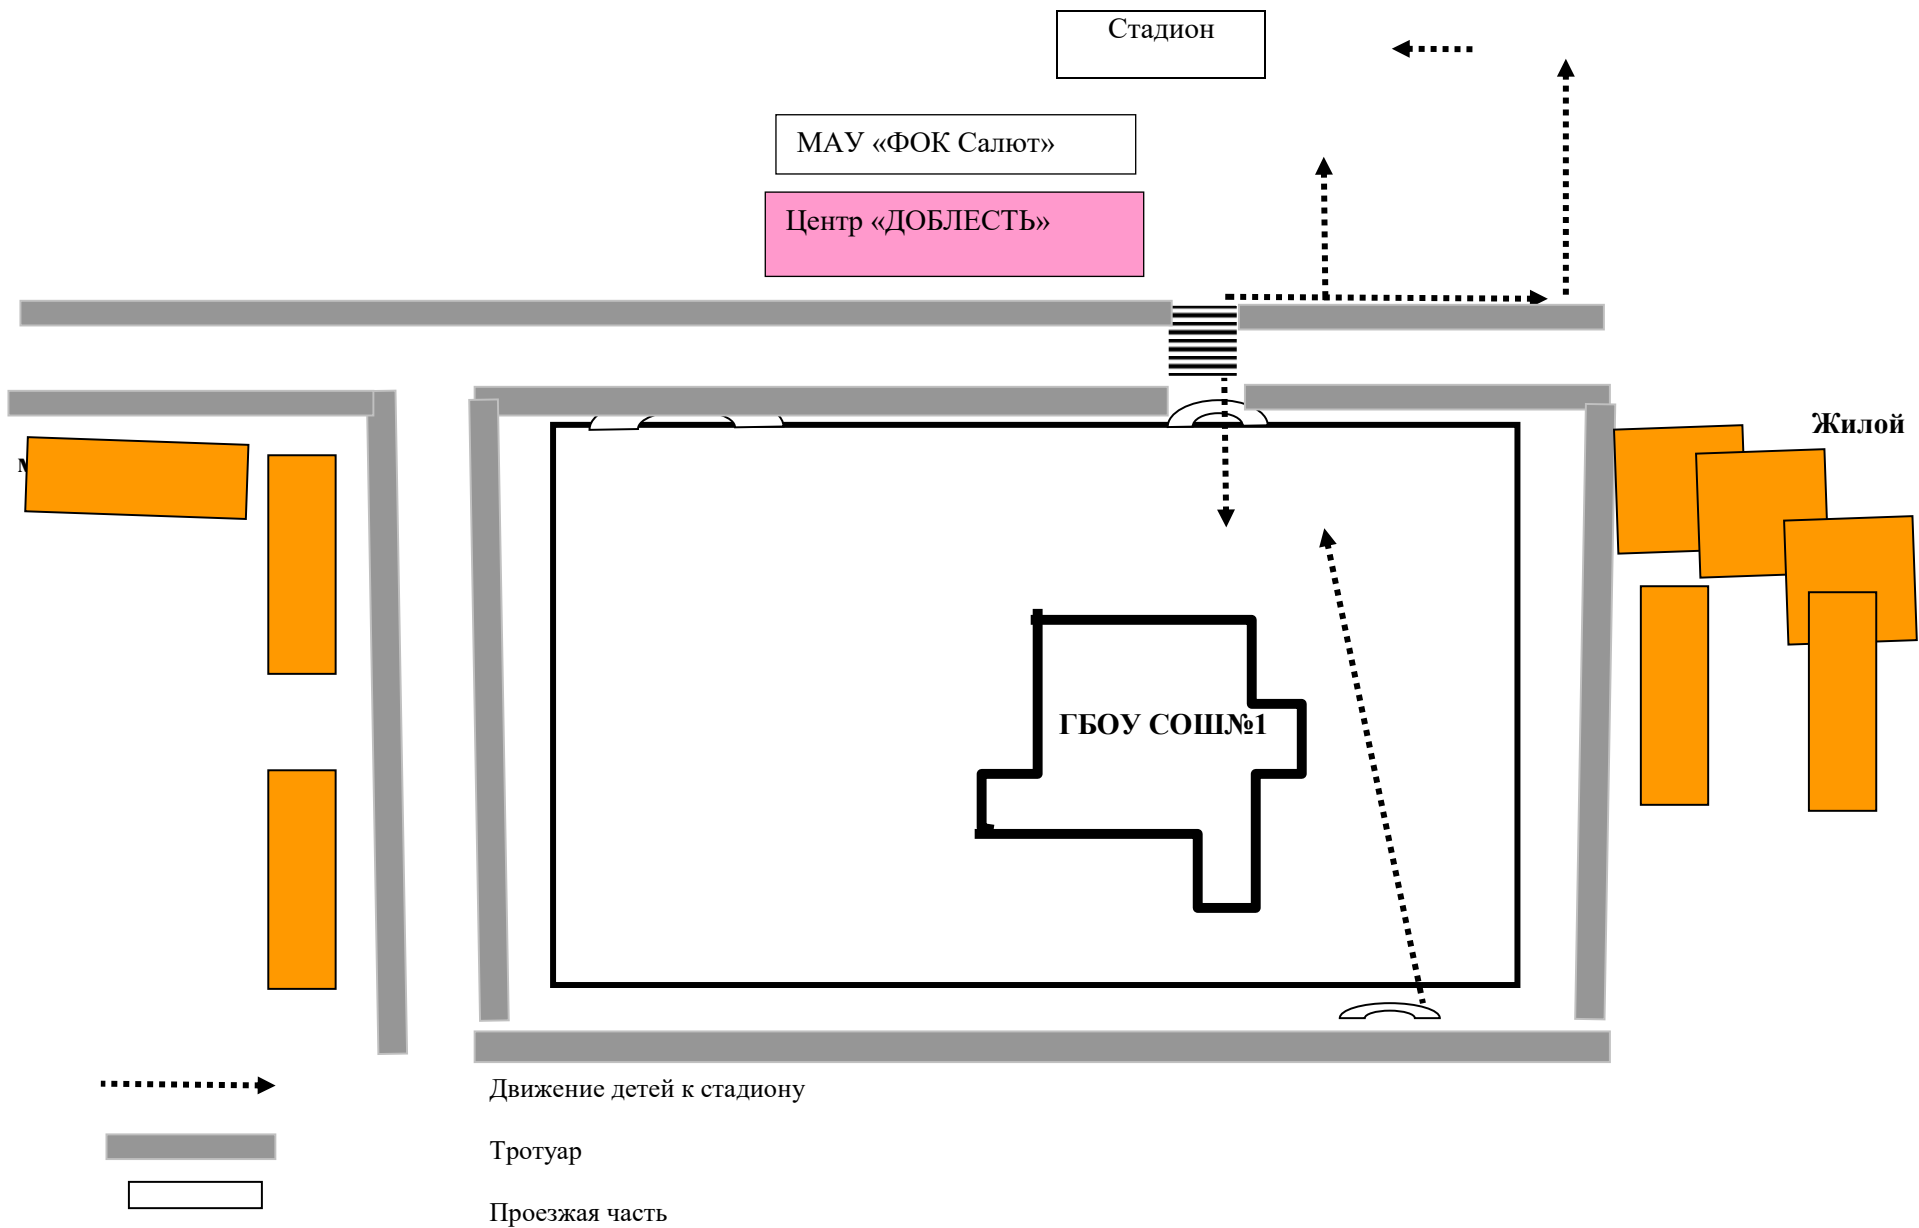 Стадион
МАУ «ФОК Салют»
Центр «ДОБЛЕСТЬ»
Жилой
ГБОУ СОШ№1
Движение детей к стадиону
Тротуар
Проезжая часть